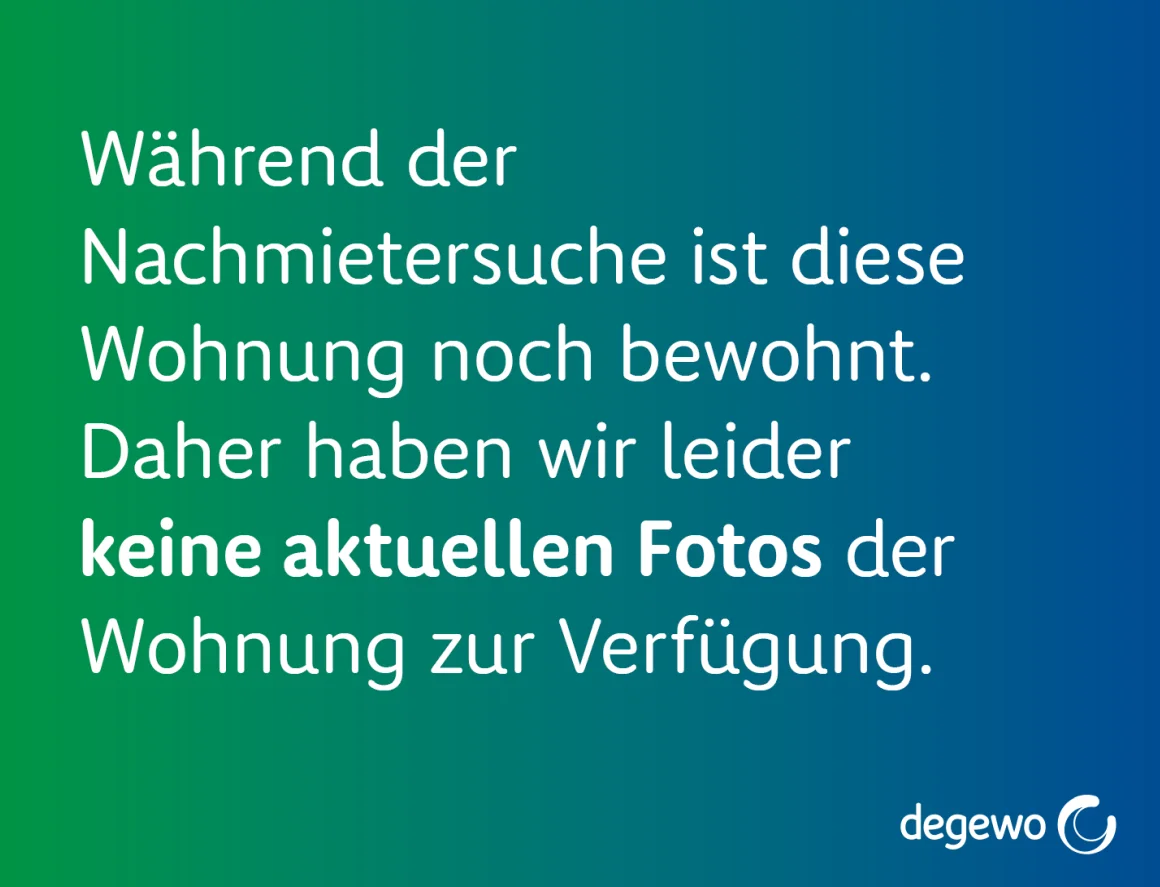 Während der
Nachmietersuche ist diese
Wohnung noch bewohnt.
Daher haben wir leider
keine aktuellen Fotos der
Wohnung zur Verfügung.
degewo